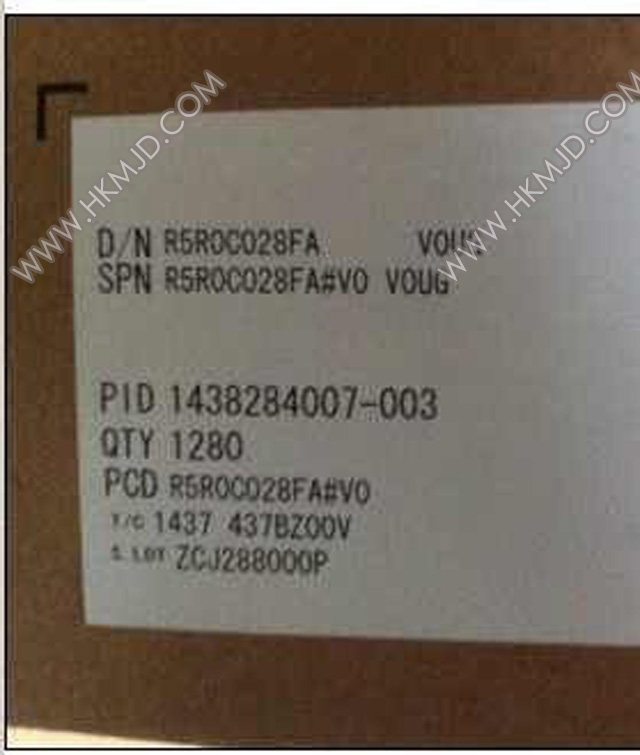 WWW.HKMJD.COM
WWW.HKMJD.COM
D/N R5R0C028FA
SPN R5R0C028FA#V0 VOUG
PID 1438284007-003
QTY 1280
PCD R5R0C028FA#V0
T/C 1437 437BZ00V
LOT ZCJ288000P